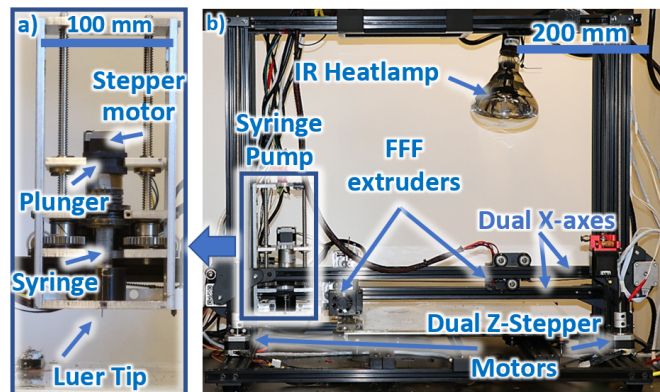 a)
100 mm
Stepper
motor
Plunger
Syringe
Luer Tip
b)
200 mm
IR Heatlamp
Syringe
Pump
FFF
extruders
Dual X-axes
Dual Z-Stepper
Motors